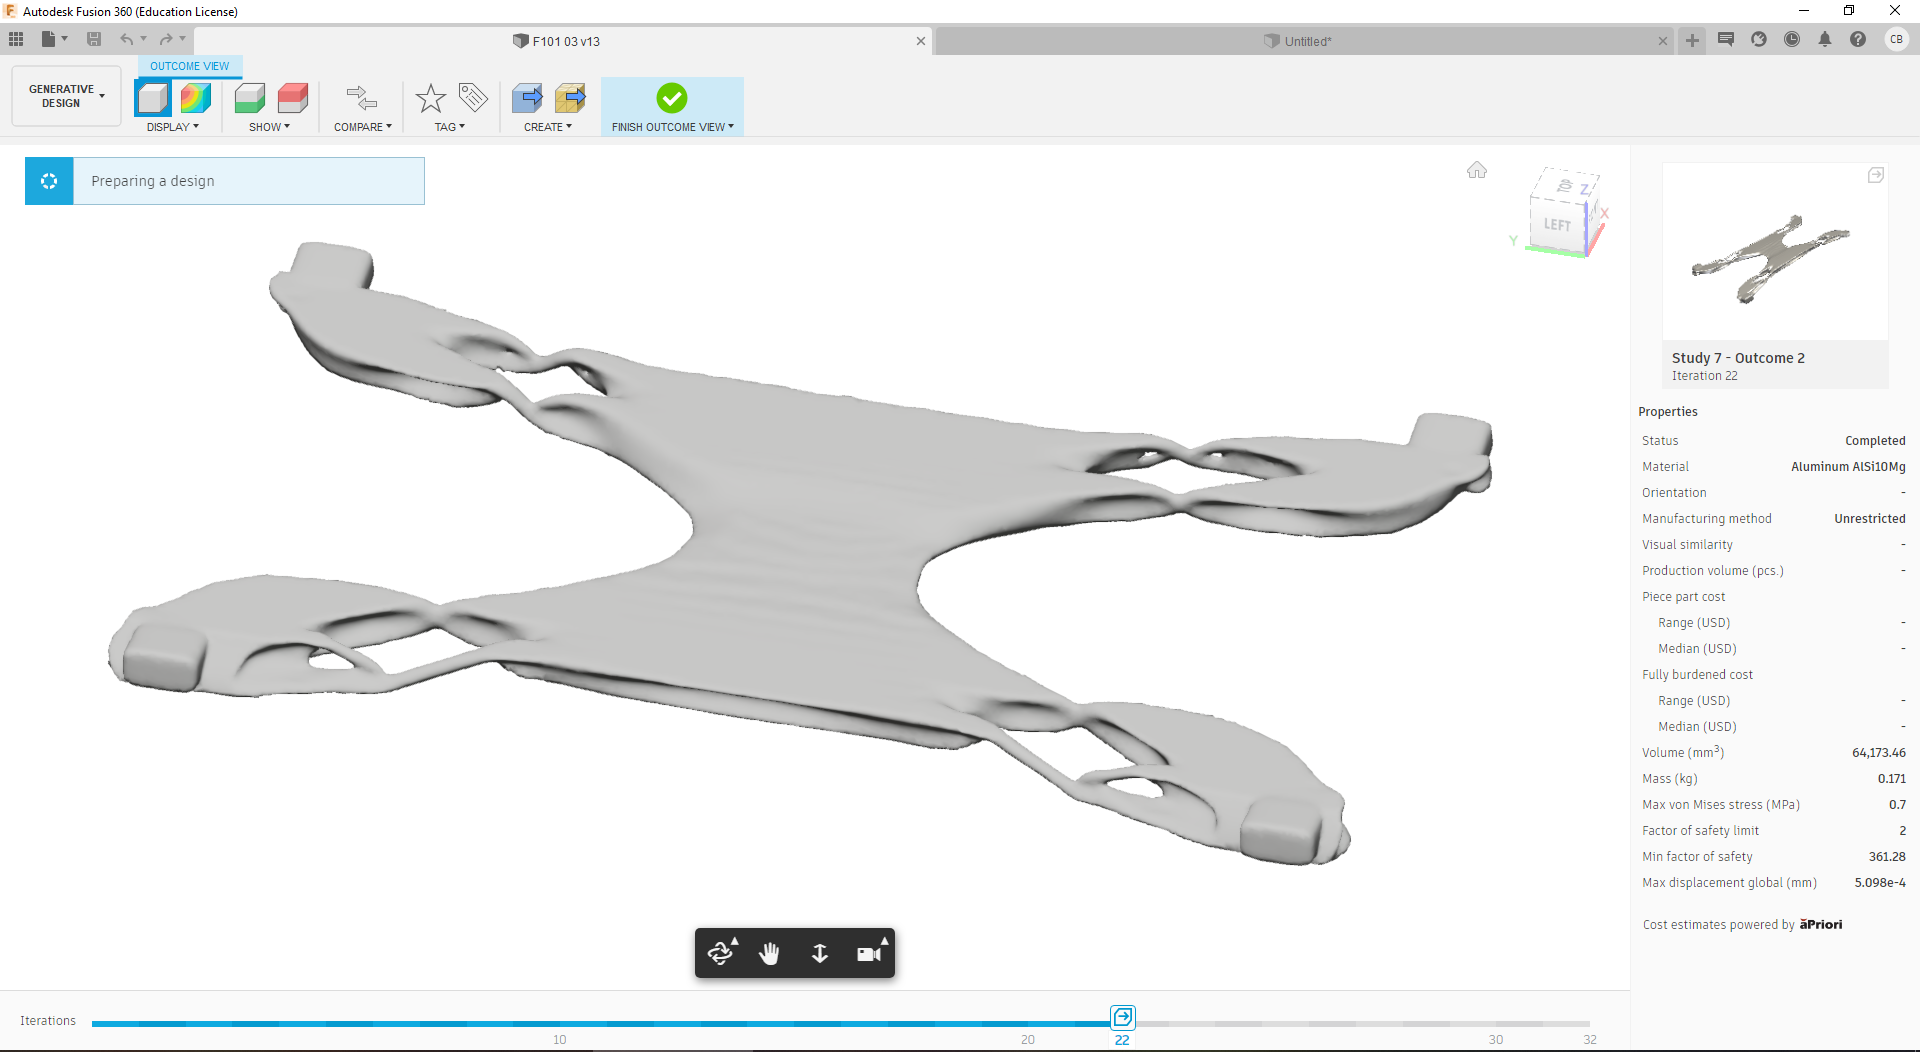 Autodesk Fusion 360 (Education License)
F101 03 v13
Untitled*
CB
OUTCOME VIEW
GENERATIVE
DESIGN
DISPLAY
SHOW
COMPARE
TAG
CREATE
FINISH OUTCOME VIEW
Preparing a design
TOP
Z
X
LEFT
Y
Study 7 - Outcome 2
Iteration 22
Properties
Status Completed
Material Aluminum AlSi10Mg
Orientation -
Manufacturing method Unrestricted
Visual similarity -
Production volume (pcs.) -
Piece part cost
Range (USD) -
Median (USD) -
Fully burdened cost
Range (USD) -
Median (USD) -
Volume (mm³) 64,173.46
Mass (kg) 0.171
Max von Mises stress (MPa) 0.7
Factor of safety limit 2
Min factor of safety 361.28
Max displacement global (mm) 5.098e-4
Cost estimates powered by aPriori
Iterations
10 20 22 30 32